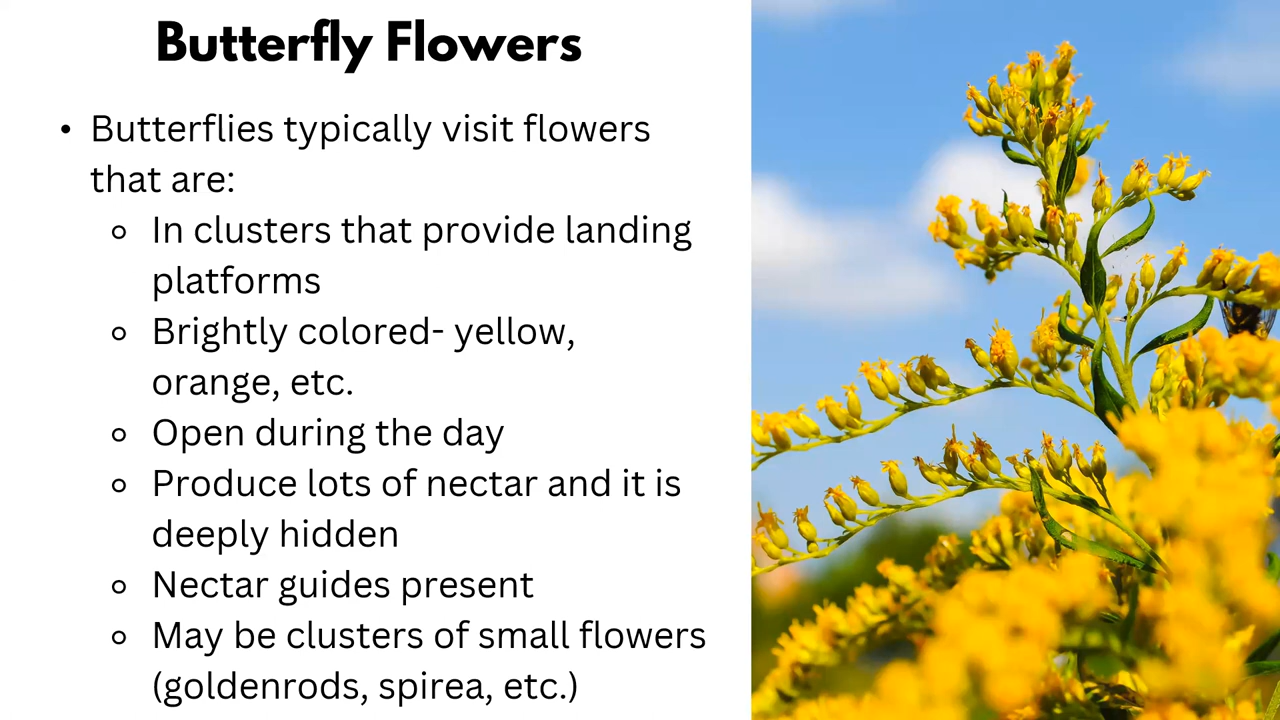 Butterfly Flowers
• Butterflies typically visit flowers
that are:
◦ In clusters that provide landing
platforms
◦ Brightly colored- yellow,
orange, etc.
◦ Open during the day
◦ Produce lots of nectar and it is
deeply hidden
◦ Nectar guides present
◦ May be clusters of small flowers
(goldenrods, spirea, etc.)